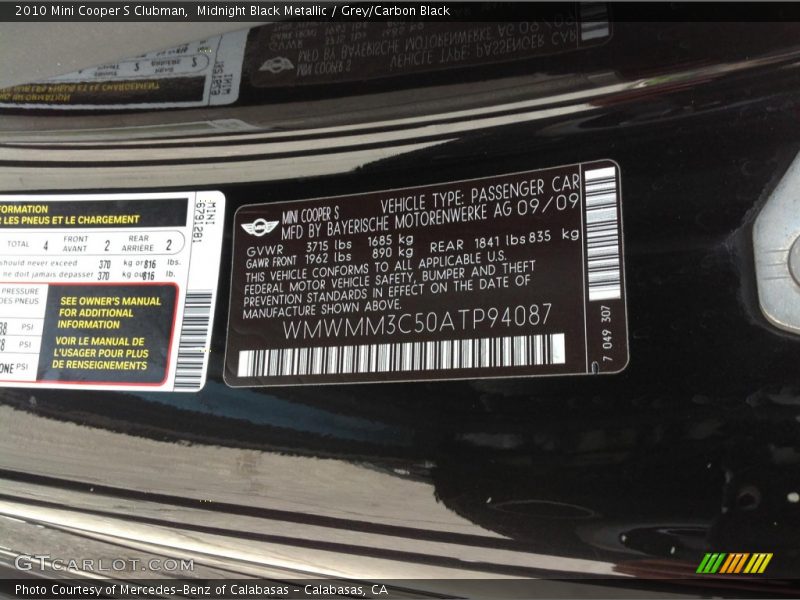 2010 Mini Cooper S Clubman, Midnight Black Metallic / Grey/Carbon Black
MINI COOPER S VEHICLE TYPE: PASSENGER CAR
MFD BY BAYERISCHE MOTORENWERKE AG 09/09
GVWR 3715 lbs 1685 kg
GAWR FRONT 1962 lbs 890 kg REAR 1841 lbs 835 kg
THIS VEHICLE CONFORMS TO ALL APPLICABLE U.S.
FEDERAL MOTOR VEHICLE SAFETY, BUMPER AND THEFT
PREVENTION STANDARDS IN EFFECT ON THE DATE OF
MANUFACTURE SHOWN ABOVE.
WMWMM3C50ATP94087
7 049 307
MINI
6791281
FORMATION
LES PNEUS ET LE CHARGEMENT
TOTAL 4 FRONT AVANT 2 REAR ARRIÈRE 2
should never exceed 370 kg or 816 lbs.
ne doit jamais depasser 370 kg ou 816 lb.
PRESSURE
DES PNEUS
38 PSI
PSI
ONE PSI
SEE OWNER'S MANUAL
FOR ADDITIONAL
INFORMATION
VOIR LE MANUAL DE
L'USAGER POUR PLUS
DE RENSEIGNEMENTS
GTCARLOT.COM
Photo Courtesy of Mercedes-Benz of Calabasas - Calabasas, CA